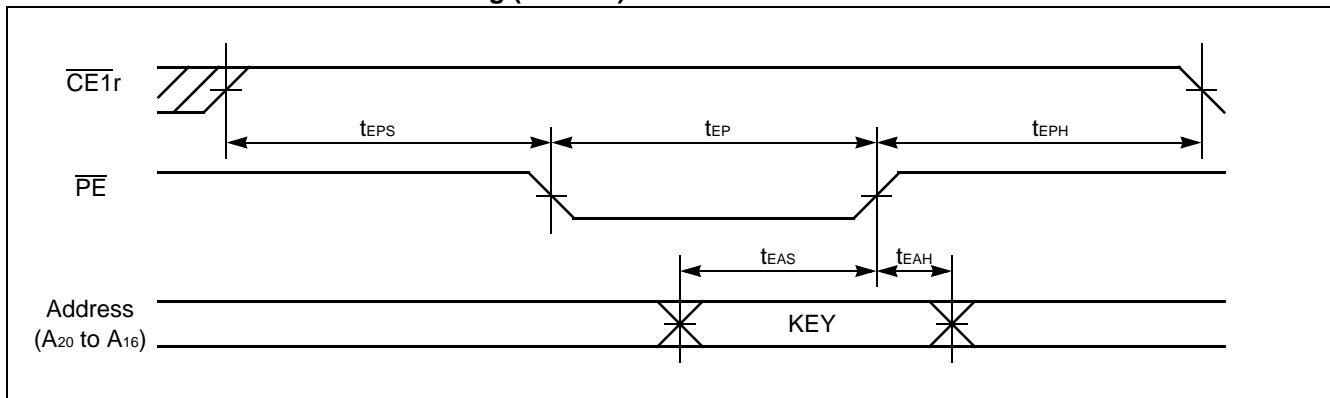 CE1r
tEPS
tEP
tEPH
PE
tEAS
tEAH
Address
(A20 to A16)
KEY